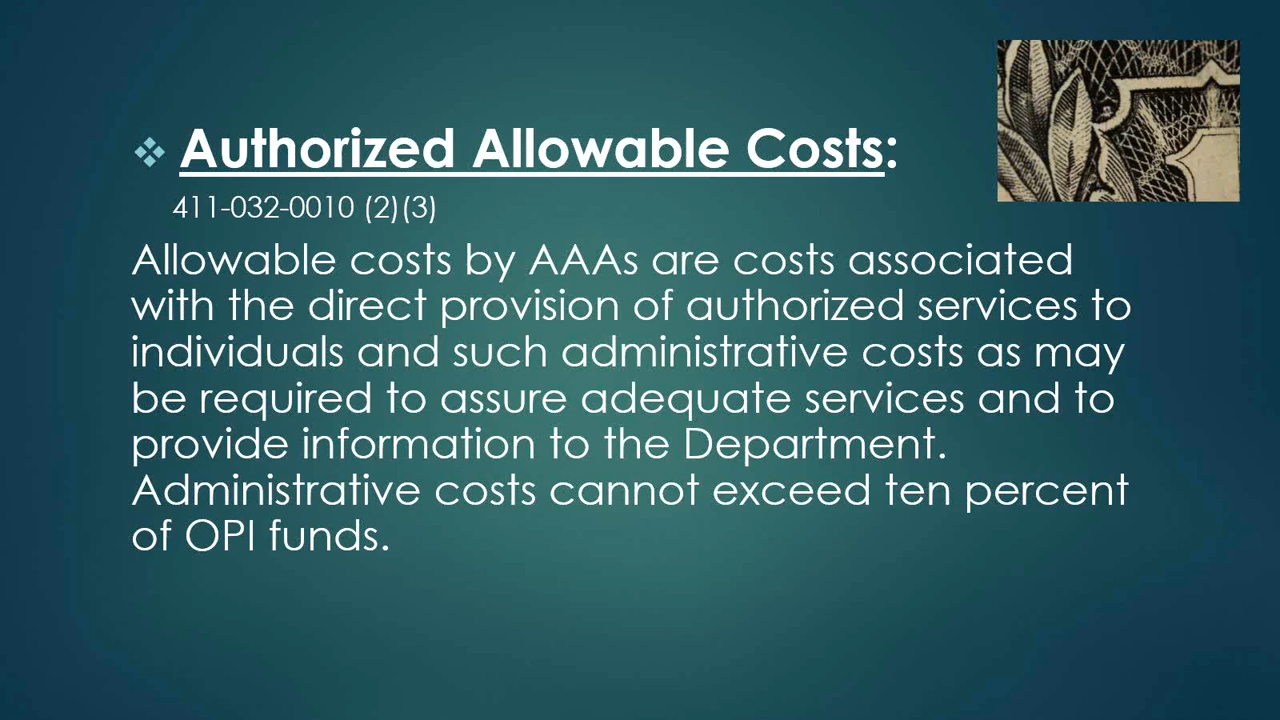 Authorized Allowable Costs:
411-032-0010 (2)(3)
Allowable costs by AAAs are costs associated
with the direct provision of authorized services to
individuals and such administrative costs as may
be required to assure adequate services and to
provide information to the Department.
Administrative costs cannot exceed ten percent
of OPI funds.